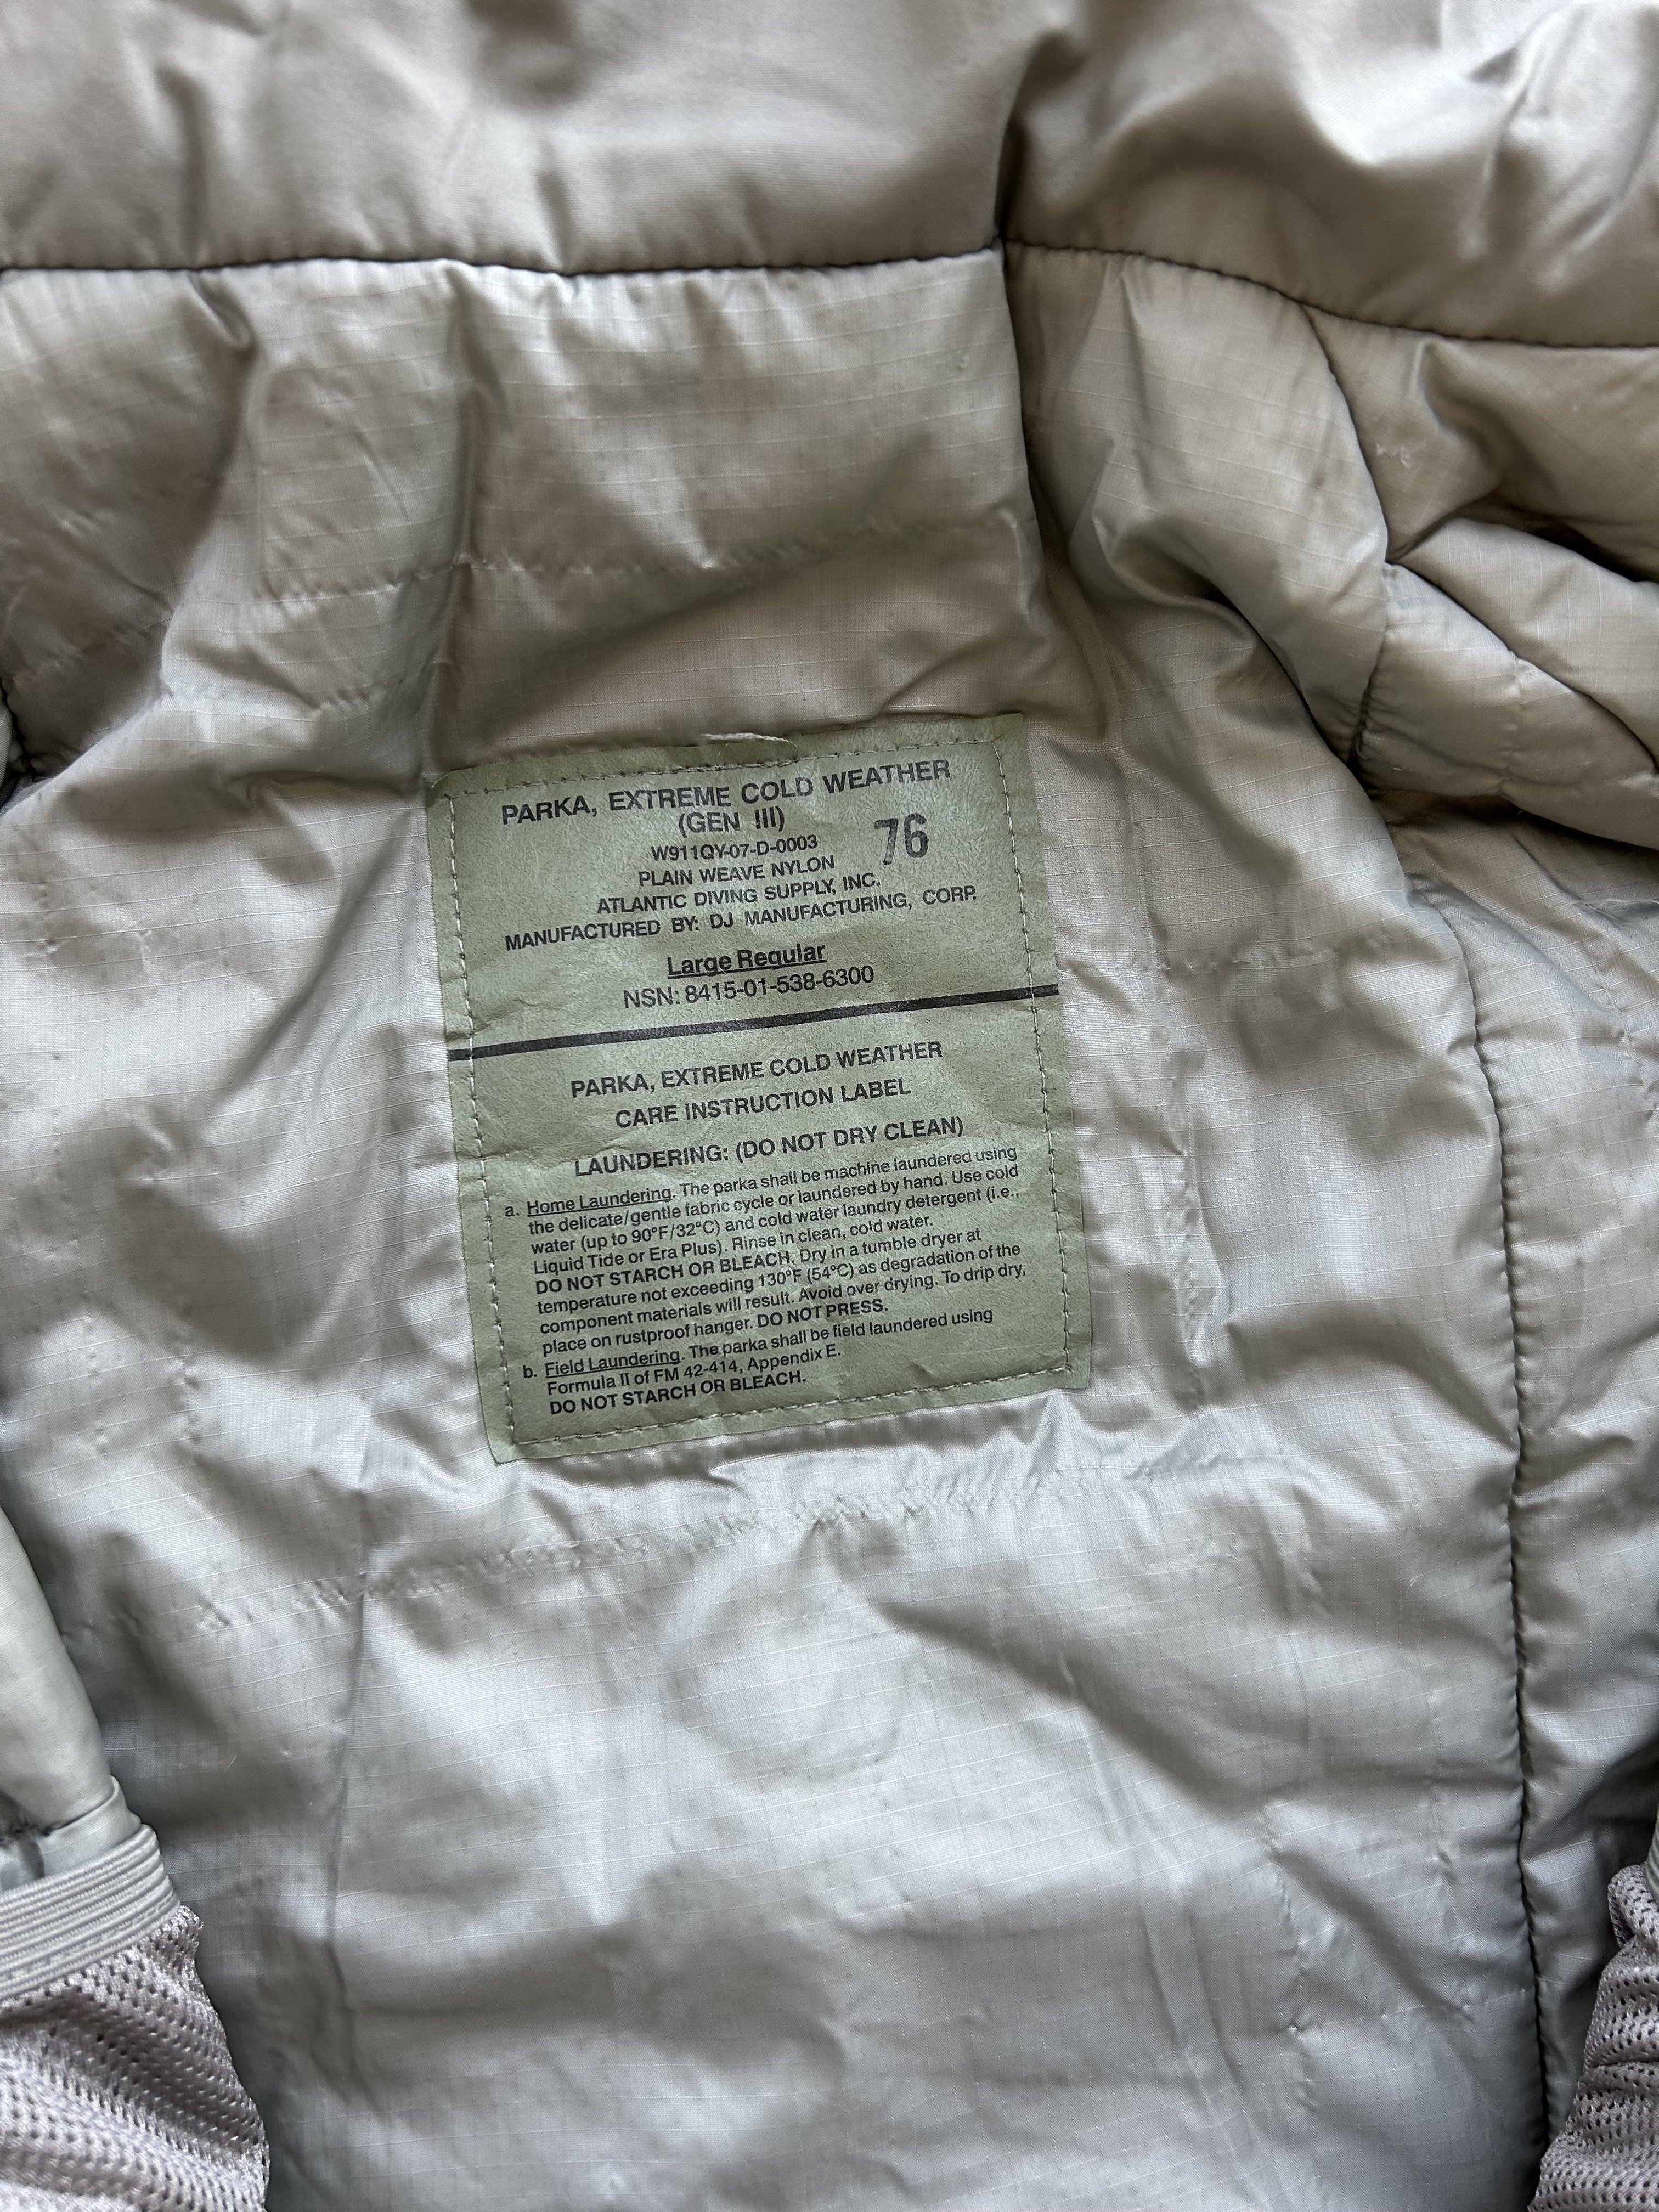 PARKA, EXTREME COLD WEATHER
(GEN III)
W911QY-07-D-0003
76
PLAIN WEAVE NYLON
ATLANTIC DIVING SUPPLY, INC.
MANUFACTURED BY: DJ MANUFACTURING, CORP.
Large Regular
NSN: 8415-01-538-6300
PARKA, EXTREME COLD WEATHER
CARE INSTRUCTION LABEL
LAUNDERING: (DO NOT DRY CLEAN)
a. Home Laundering. The parka shall be machine laundered using
the delicate/gentle fabric cycle or laundered by hand. Use cold
water (up to 90°F/32°C) and cold water laundry detergent (i.e.,
Liquid Tide or Era Plus). Rinse in clean, cold water.
DO NOT STARCH OR BLEACH. Dry in a tumble dryer at
temperature not exceeding 130°F (54°C) as degradation of the
component materials will result. Avoid over drying. To drip dry,
place on rustproof hanger. DO NOT PRESS.
b. Field Laundering. The parka shall be field laundered using
Formula II of FM 42-414, Appendix E.
DO NOT STARCH OR BLEACH.